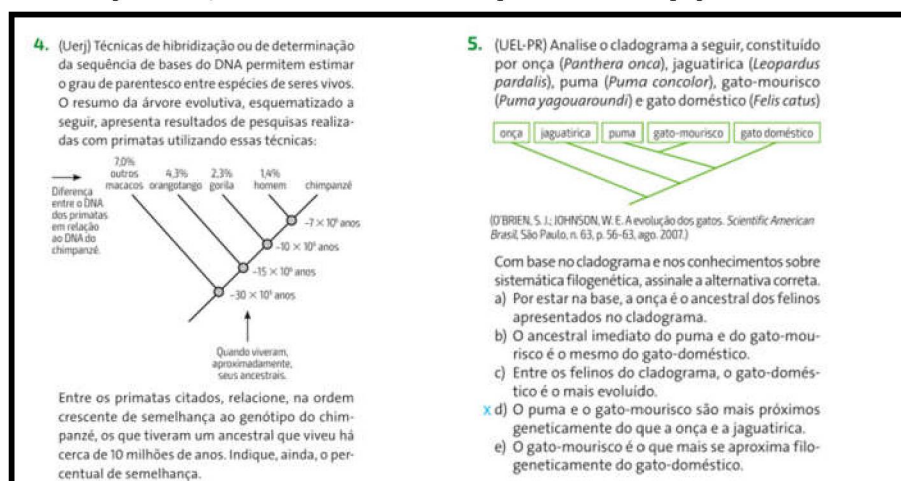 4. (Uerj) Técnicas de hibridização ou de determinação
da sequência de bases do DNA permitem estimar
o grau de parentesco entre espécies de seres vivos.
O resumo da árvore evolutiva, esquematizado a
seguir, apresenta resultados de pesquisas realiza-
das com primatas utilizando essas técnicas:
7,0% 4,3% 2,3% 1,4%
outros
macacos orangotango gorila homem chimpanzé
Diferença
entre o DNA
dos primatas
em relação
ao DNA do
chimpanzé.
~7 × 10⁶ anos
~10 × 10⁶ anos
~15 × 10⁶ anos
~30 × 10⁶ anos
Quando viveram,
aproximadamente,
seus ancestrais.
Entre os primatas citados, relacione, na ordem
crescente de semelhança ao genótipo do chim-
panzé, os que tiveram um ancestral que viveu há
cerca de 10 milhões de anos. Indique, ainda, o per-
centual de semelhança.
5. (UEL-PR) Analise o cladograma a seguir, constituído
por onça (Panthera onca), jaguatirica (Leopardus
pardalis), puma (Puma concolor), gato-mourisco
(Puma yagouaroundi) e gato doméstico (Felis catus)
onça jaguatirica puma gato-mourisco gato doméstico
(O'BRIEN, S. J.; JOHNSON, W. E. A evolução dos gatos. Scientific American
Brasil, São Paulo, n. 63, p. 56-63, ago. 2007.)
Com base no cladograma e nos conhecimentos sobre
sistemática filogenética, assinale a alternativa correta.
a) Por estar na base, a onça é o ancestral dos felinos
apresentados no cladograma.
b) O ancestral imediato do puma e do gato-mou-
risco é o mesmo do gato-doméstico.
c) Entre os felinos do cladograma, o gato-domés-
tico é o mais evoluído.
x d) O puma e o gato-mourisco são mais próximos
geneticamente do que a onça e a jaguatirica.
e) O gato-mourisco é o que mais se aproxima filo-
geneticamente do gato-doméstico.